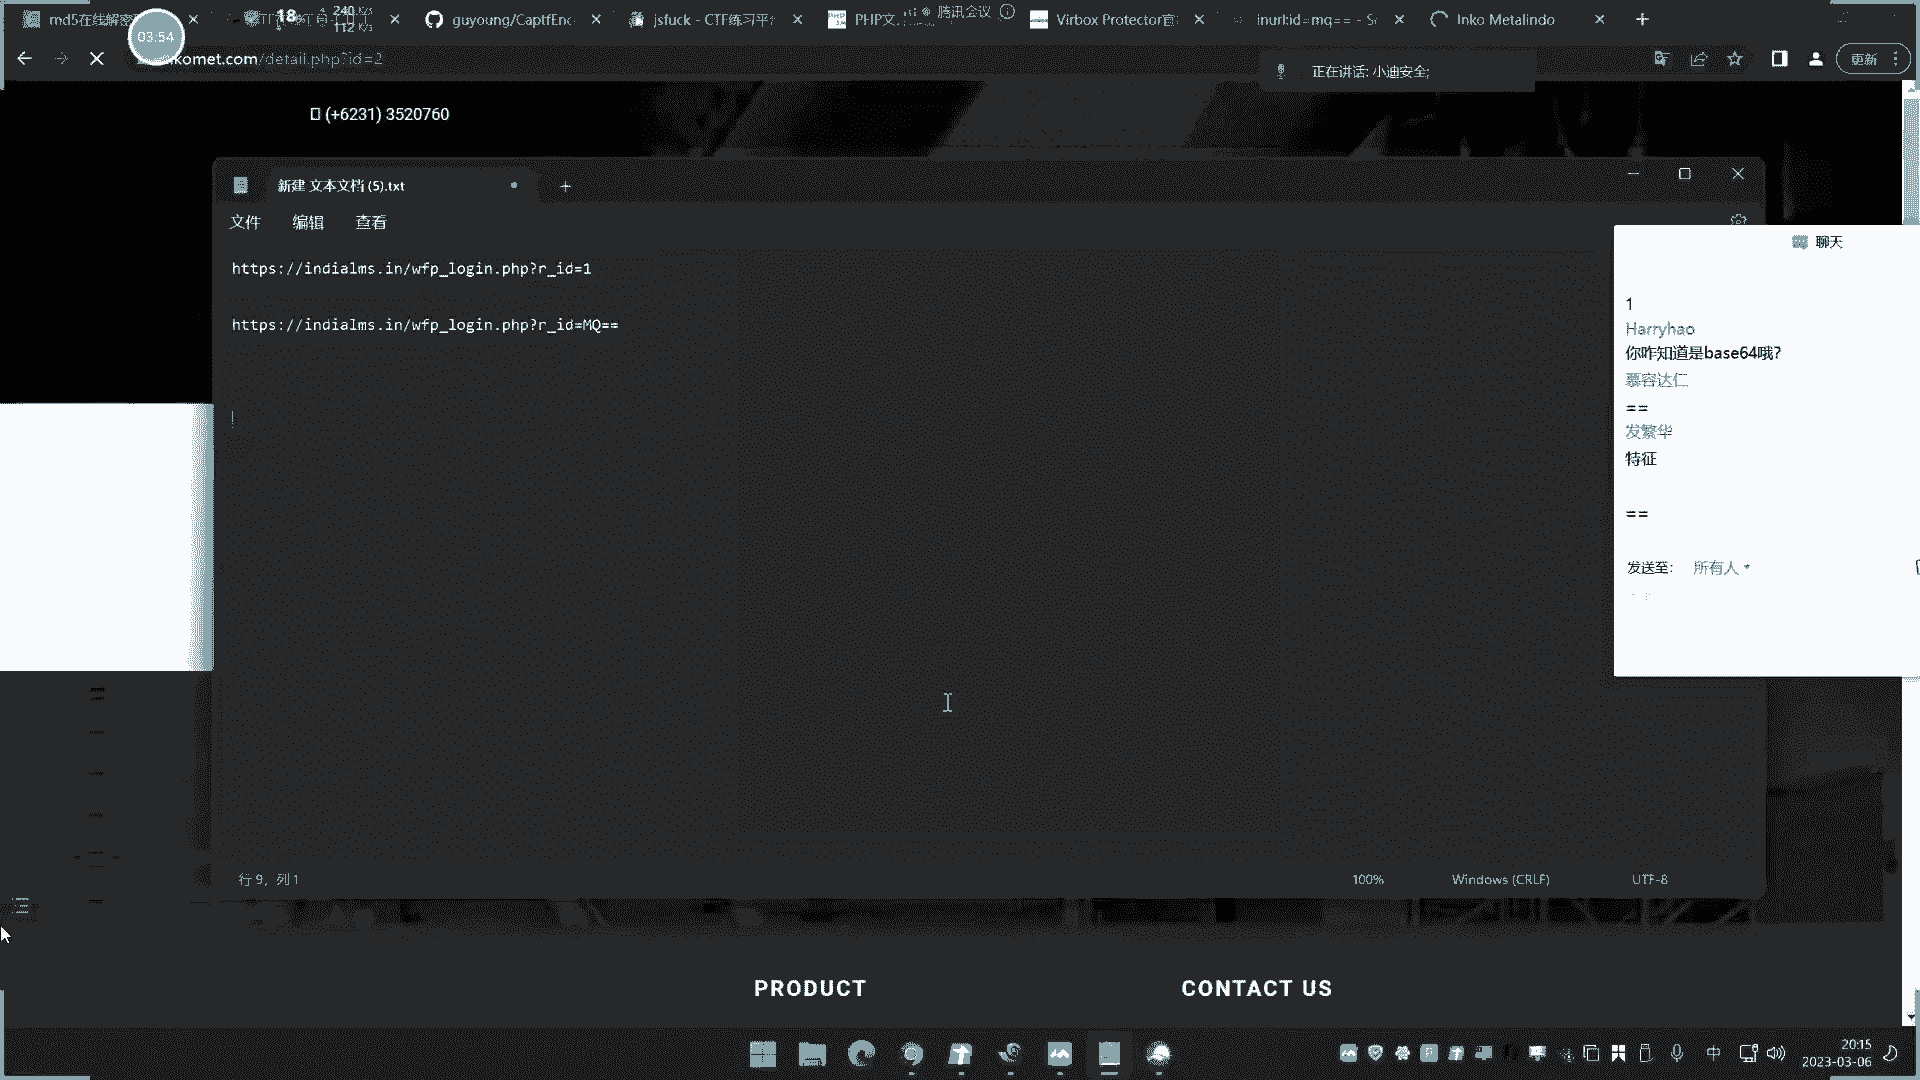 md5在线解密
18
240 K/s
112 K/s
guyoung/CaptfEnc
jsfuck - CTF练习平台
PHP文
腾讯会议
Virbox Protector官
inurl:id=mq== - S
Inko Metalindo
03:54
komet.com/detail.php?id=2
更新
正在讲话: 小迪安全;
(+6231) 3520760
新建 文本文档 (5).txt
文件 编辑 查看
https://indialms.in/wfp_login.php?r_id=1
https://indialms.in/wfp_login.php?r_id=MQ==
聊天
1
Harryhao
你咋知道是base64哦?
慕容达仁
==
发繁华
特征
==
发送至: 所有人
行 9, 列 1
100%
Windows (CRLF)
UTF-8
PRODUCT
CONTACT US
中
20:15
2023-03-06